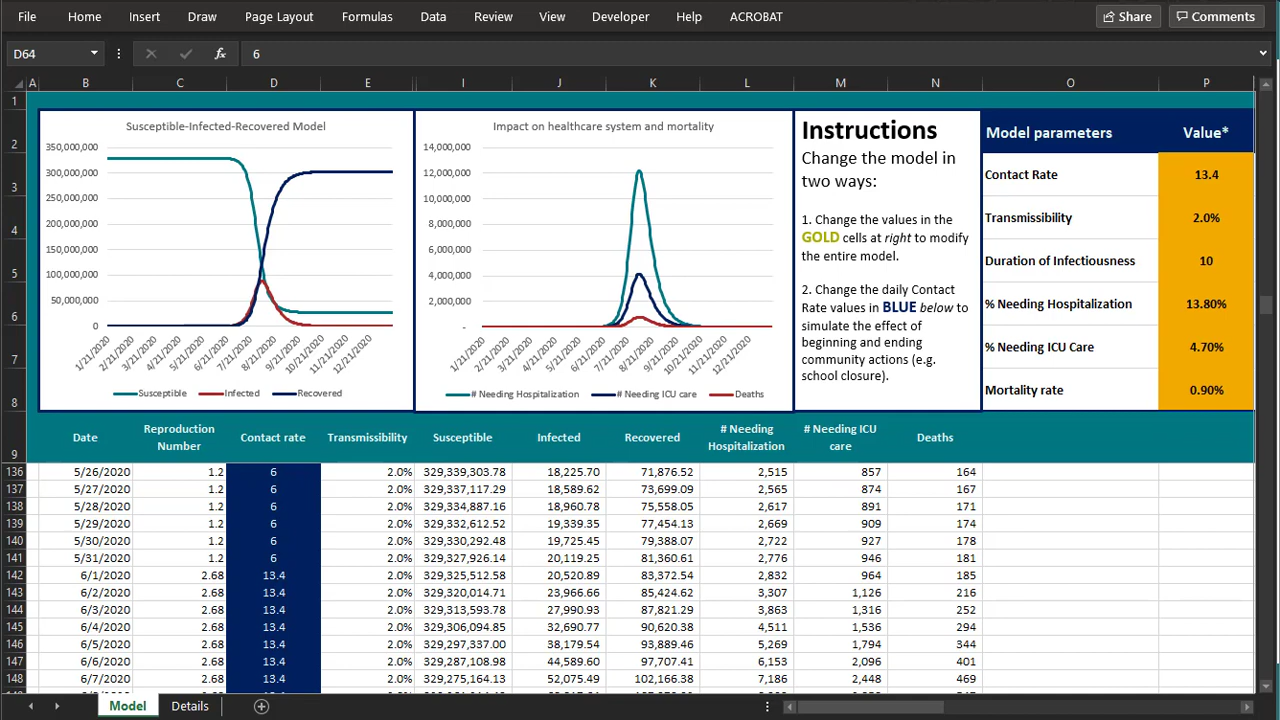 File Home Insert Draw Page Layout Formulas Data Review View Developer Help ACROBAT Share Comments
D64 fx 6
A B C D E I J K L M N O P
1
2
3
4
5
6
7
8
9
Susceptible-Infected-Recovered Model
350,000,000
300,000,000
250,000,000
200,000,000
150,000,000
100,000,000
50,000,000
0
1/21/2020 2/21/2020 3/21/2020 4/21/2020 5/21/2020 6/21/2020 7/21/2020 8/21/2020 9/21/2020 10/21/2020 11/21/2020 12/21/2020
Susceptible Infected Recovered
Impact on healthcare system and mortality
14,000,000
12,000,000
10,000,000
8,000,000
6,000,000
4,000,000
2,000,000
-
1/21/2020 2/21/2020 3/21/2020 4/21/2020 5/21/2020 6/21/2020 7/21/2020 8/21/2020 9/21/2020 10/21/2020 11/21/2020 12/21/2020
# Needing Hospitalization # Needing ICU care Deaths
Instructions
Change the model in
two ways:
1. Change the values in the
GOLD cells at right to modify
the entire model.
2. Change the daily Contact
Rate values in BLUE below to
simulate the effect of
beginning and ending
community actions (e.g.
school closure).
Model parameters Value*
Contact Rate 13.4
Transmissibility 2.0%
Duration of Infectiousness 10
% Needing Hospitalization 13.80%
% Needing ICU Care 4.70%
Mortality rate 0.90%
Date Reproduction Number Contact rate Transmissibility Susceptible Infected Recovered # Needing Hospitalization # Needing ICU care Deaths
136 5/26/2020 1.2 6 2.0% 329,339,303.78 18,225.70 71,876.52 2,515 857 164
137 5/27/2020 1.2 6 2.0% 329,337,117.29 18,589.62 73,699.09 2,565 874 167
138 5/28/2020 1.2 6 2.0% 329,334,887.16 18,960.78 75,558.05 2,617 891 171
139 5/29/2020 1.2 6 2.0% 329,332,612.52 19,339.35 77,454.13 2,669 909 174
140 5/30/2020 1.2 6 2.0% 329,330,292.48 19,725.45 79,388.07 2,722 927 178
141 5/31/2020 1.2 6 2.0% 329,327,926.14 20,119.25 81,360.61 2,776 946 181
142 6/1/2020 2.68 13.4 2.0% 329,325,512.58 20,520.89 83,372.54 2,832 964 185
143 6/2/2020 2.68 13.4 2.0% 329,320,014.71 23,966.66 85,424.62 3,307 1,126 216
144 6/3/2020 2.68 13.4 2.0% 329,313,593.78 27,990.93 87,821.29 3,863 1,316 252
145 6/4/2020 2.68 13.4 2.0% 329,306,094.85 32,690.77 90,620.38 4,511 1,536 294
146 6/5/2020 2.68 13.4 2.0% 329,297,337.00 38,179.54 93,889.46 5,269 1,794 344
147 6/6/2020 2.68 13.4 2.0% 329,287,108.98 44,589.60 97,707.41 6,153 2,096 401
148 6/7/2020 2.68 13.4 2.0% 329,275,164.13 52,075.49 102,166.38 7,186 2,448 469
Model Details